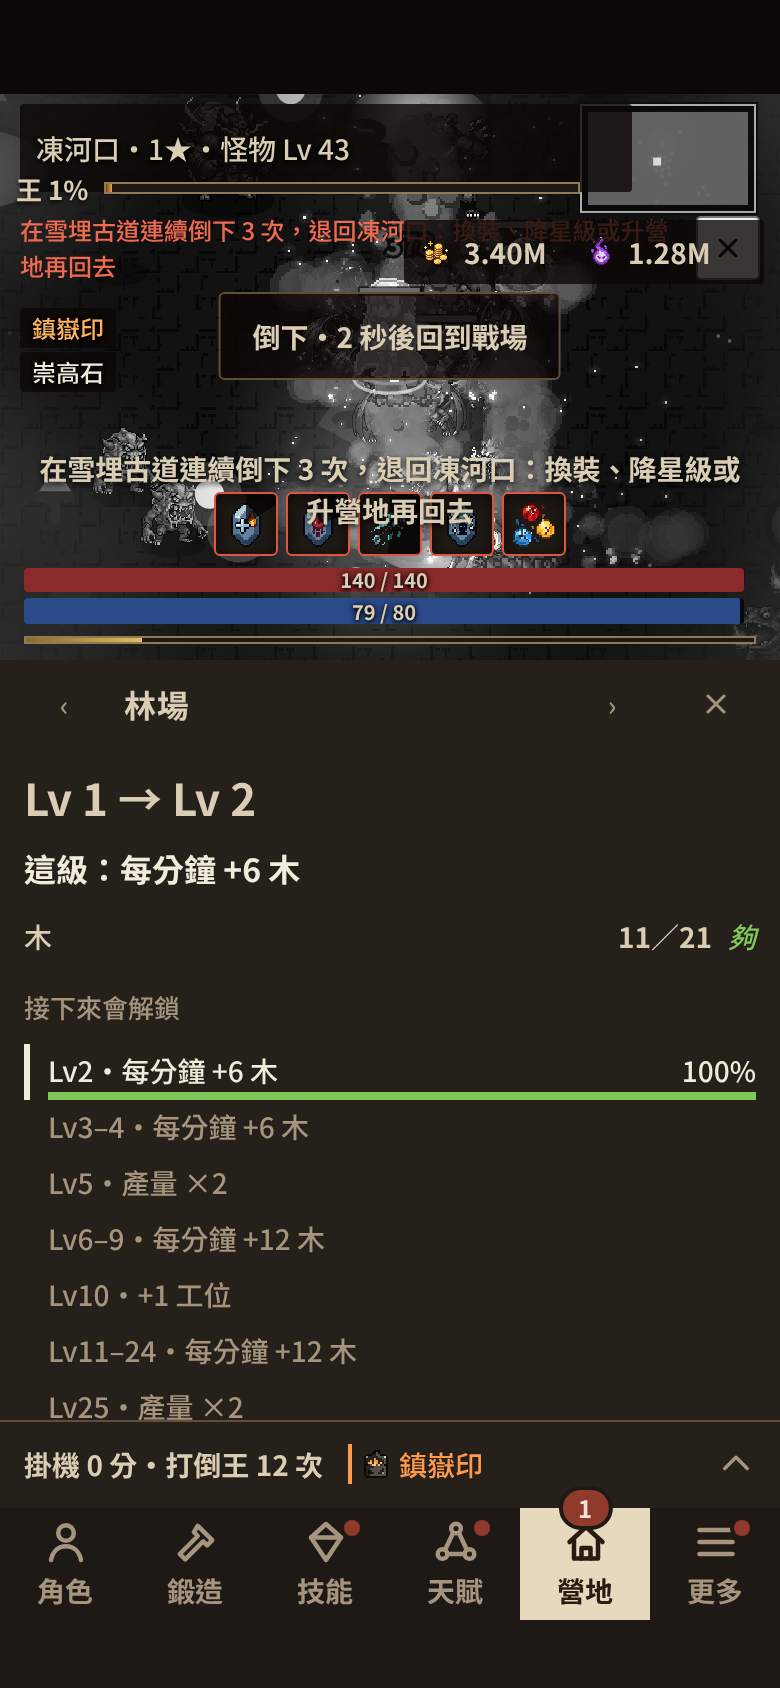 凍河口・1★・怪物 Lv 43
王 1%
在雪埋古道連續倒下 3 次，退回凍河口：換裝、降星級或升營
地再回去
3.40M
1.28M
鎮嶽印
崇高石
倒下・2 秒後回到戰場
在雪埋古道連續倒下 3 次，退回凍河口：換裝、降星級或
升營地再回去
140 / 140
79 / 80
‹ 林場 ›
Lv 1 → Lv 2
這級：每分鐘 +6 木
木 11／21 夠
接下來會解鎖
Lv2・每分鐘 +6 木 100%
Lv3–4・每分鐘 +6 木
Lv5・產量 ×2
Lv6–9・每分鐘 +12 木
Lv10・+1 工位
Lv11–24・每分鐘 +12 木
Lv25・產量 ×2
掛機 0 分・打倒王 12 次
鎮嶽印
1
角色 鍛造 技能 天賦 營地 更多